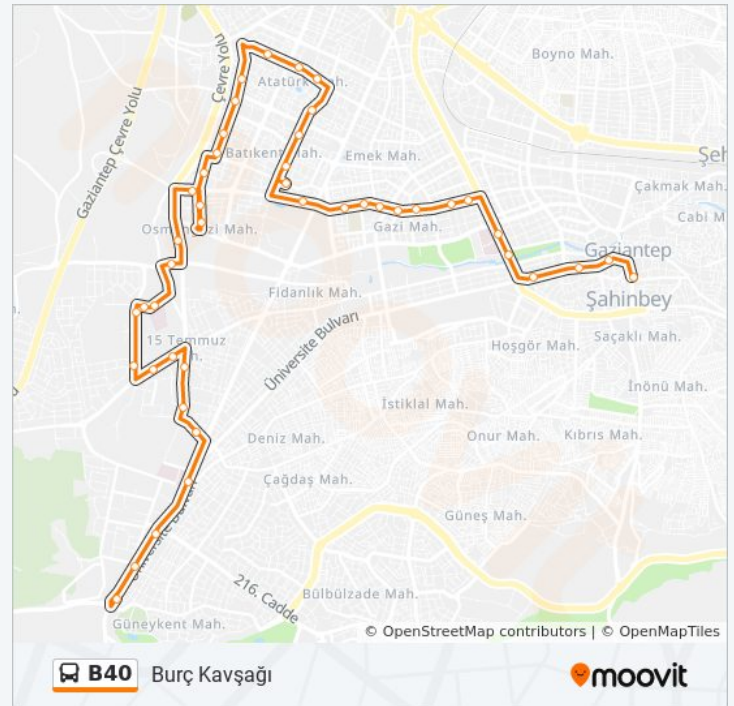 Boyno Mah.
Çevre Yolu
Atatürk Mah.
Gaziantep Çevre Yolu
Batıkent Mah.
Emek Mah.
Çakmak Mah.
Osmangazi Mah.
Gazi Mah.
Gaziantep
Fidanlık Mah.
Şahinbey
15 Temmuz
Üniversite Bulvarı
Hoşgör Mah.
Saçaklı Mah.
İnönü Mah.
İstiklal Mah.
Deniz Mah.
Onur Mah.
Kıbrıs Mah.
Çağdaş Mah.
Üniversite Bulvarı
Güneş Mah.
216. Cadde
Bülbülzade Mah.
Güneykent Mah.
© OpenStreetMap contributors | © OpenMapTiles
B40 Burç Kavşağı
moovit